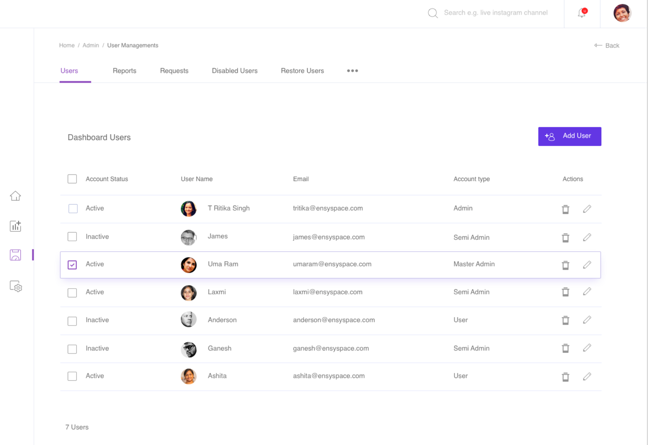 Search e.g. live instagram channel
Home / Admin / User Managements
Back
Users Reports Requests Disabled Users Restore Users
Dashboard Users
Add User
Account Status User Name Email Account type Actions
Active T Ritika Singh tritika@ensyspace.com Admin
Inactive James james@ensyspace.com Semi Admin
Active Uma Ram umaram@ensyspace.com Master Admin
Active Laxmi laxmi@ensyspace.com Semi Admin
Inactive Anderson anderson@ensyspace.com User
Inactive Ganesh ganesh@ensyspace.com Semi Admin
Active Ashita ashita@ensyspace.com User
7 Users